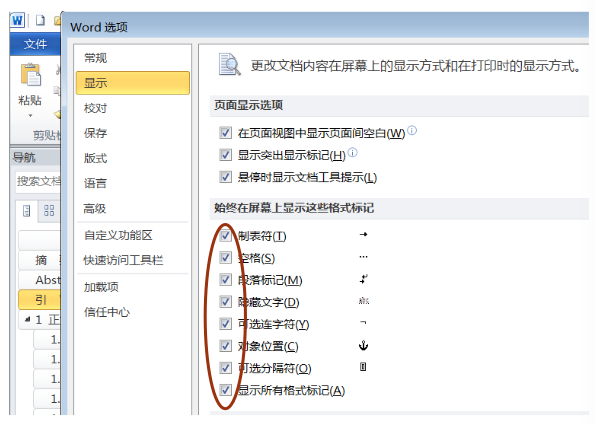 W
Word 选项
文件
粘贴
剪贴
导航
搜索文档
摘
Abst
引
1 正
1.
1.
1.
1.
常规
显示
校对
保存
版式
语言
高级
自定义功能区
快速访问工具栏
加载项
信任中心
更改文档内容在屏幕上的显示方式和在打印时的显示方式。
页面显示选项
在页面视图中显示页面间空白(W)
显示突出显示标记(H)
悬停时显示文档工具提示(L)
始终在屏幕上显示这些格式标记
制表符(T) →
空格(S) ···
段落标记(M)
隐藏文字(D) abc
可选连字符(Y) ¬
对象位置(C)
可选分隔符(O)
显示所有格式标记(A)